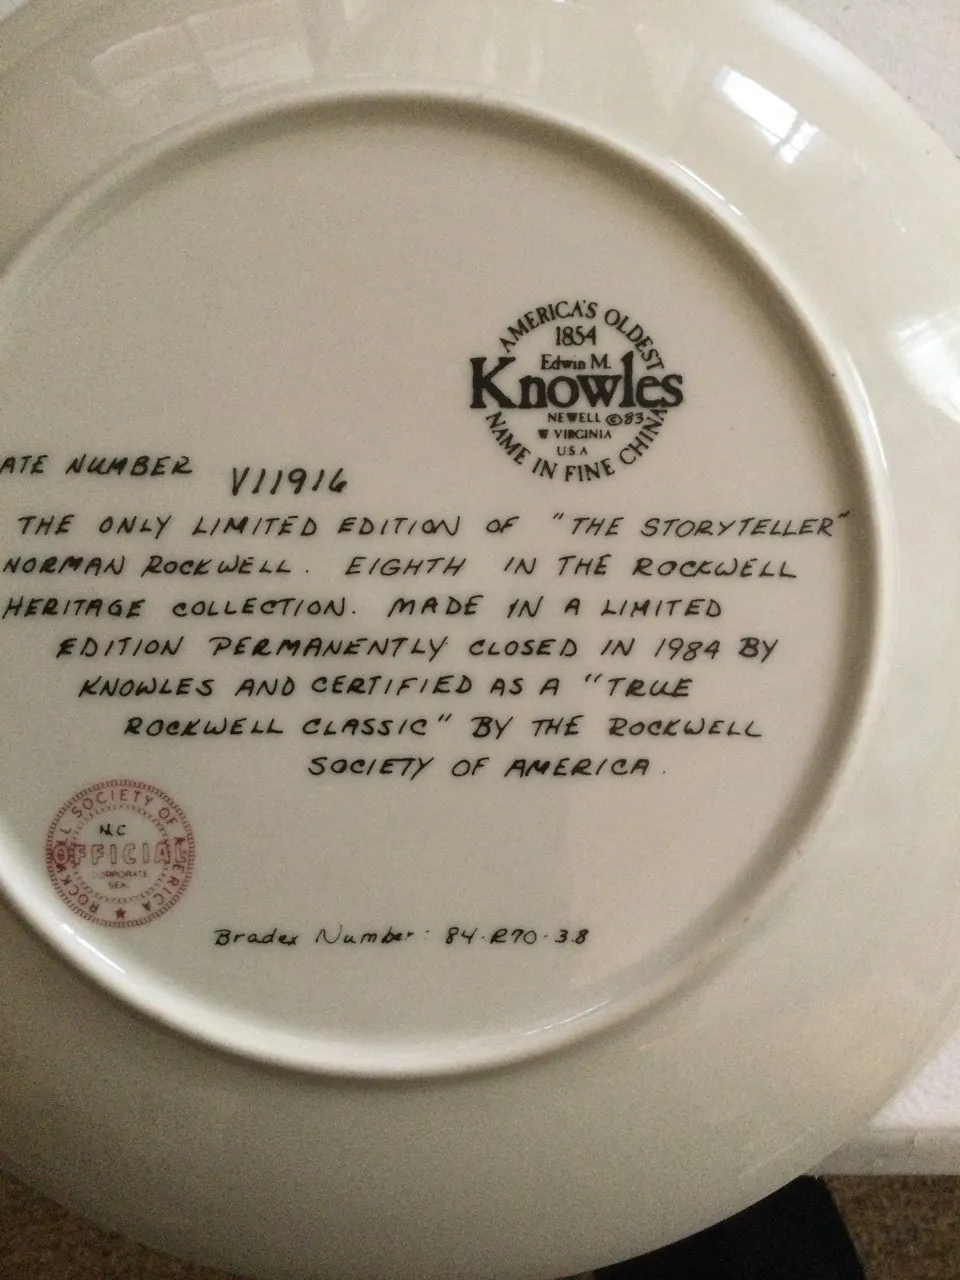 AMERICA'S OLDEST
1854
Edwin M.
Knowles
NEWELL ©83
W VIRGINIA
USA
NAME IN FINE CHINA
ATE NUMBER V11916
THE ONLY LIMITED EDITION OF "THE STORYTELLER"
NORMAN ROCKWELL. EIGHTH IN THE ROCKWELL
HERITAGE COLLECTION. MADE IN A LIMITED
EDITION PERMANENTLY CLOSED IN 1984 BY
KNOWLES AND CERTIFIED AS A "TRUE
ROCKWELL CLASSIC" BY THE ROCKWELL
SOCIETY OF AMERICA.
ROCKWELL SOCIETY OF AMERICA
N.C
OFFICIAL
CORPORATE
SEAL
Bradex Number: 84-R70-3.8